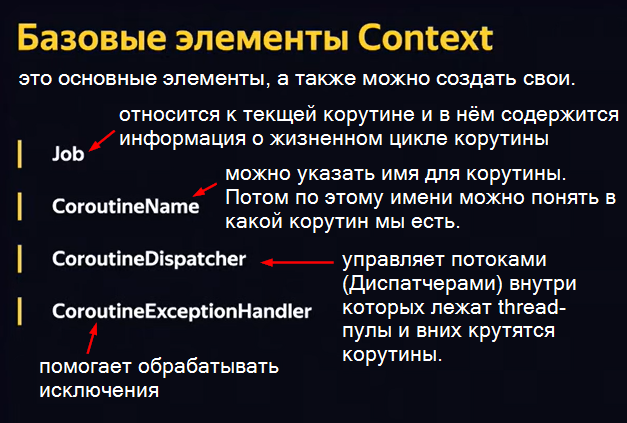 Базовые элементы Context
это основные элементы, а также можно создать свои.
относится к текщей корутине и в нём содержится
информация о жизненном цикле корутины
Job
можно указать имя для корутины.
Потом по этому имени можно понять в
какой корутин мы есть.
CoroutineName
CoroutineDispatcher
управляет потоками
(Диспатчерами) внутри
которых лежат thread-
пулы и вних крутятся
корутины.
CoroutineExceptionHandler
помогает обрабатывать
исключения